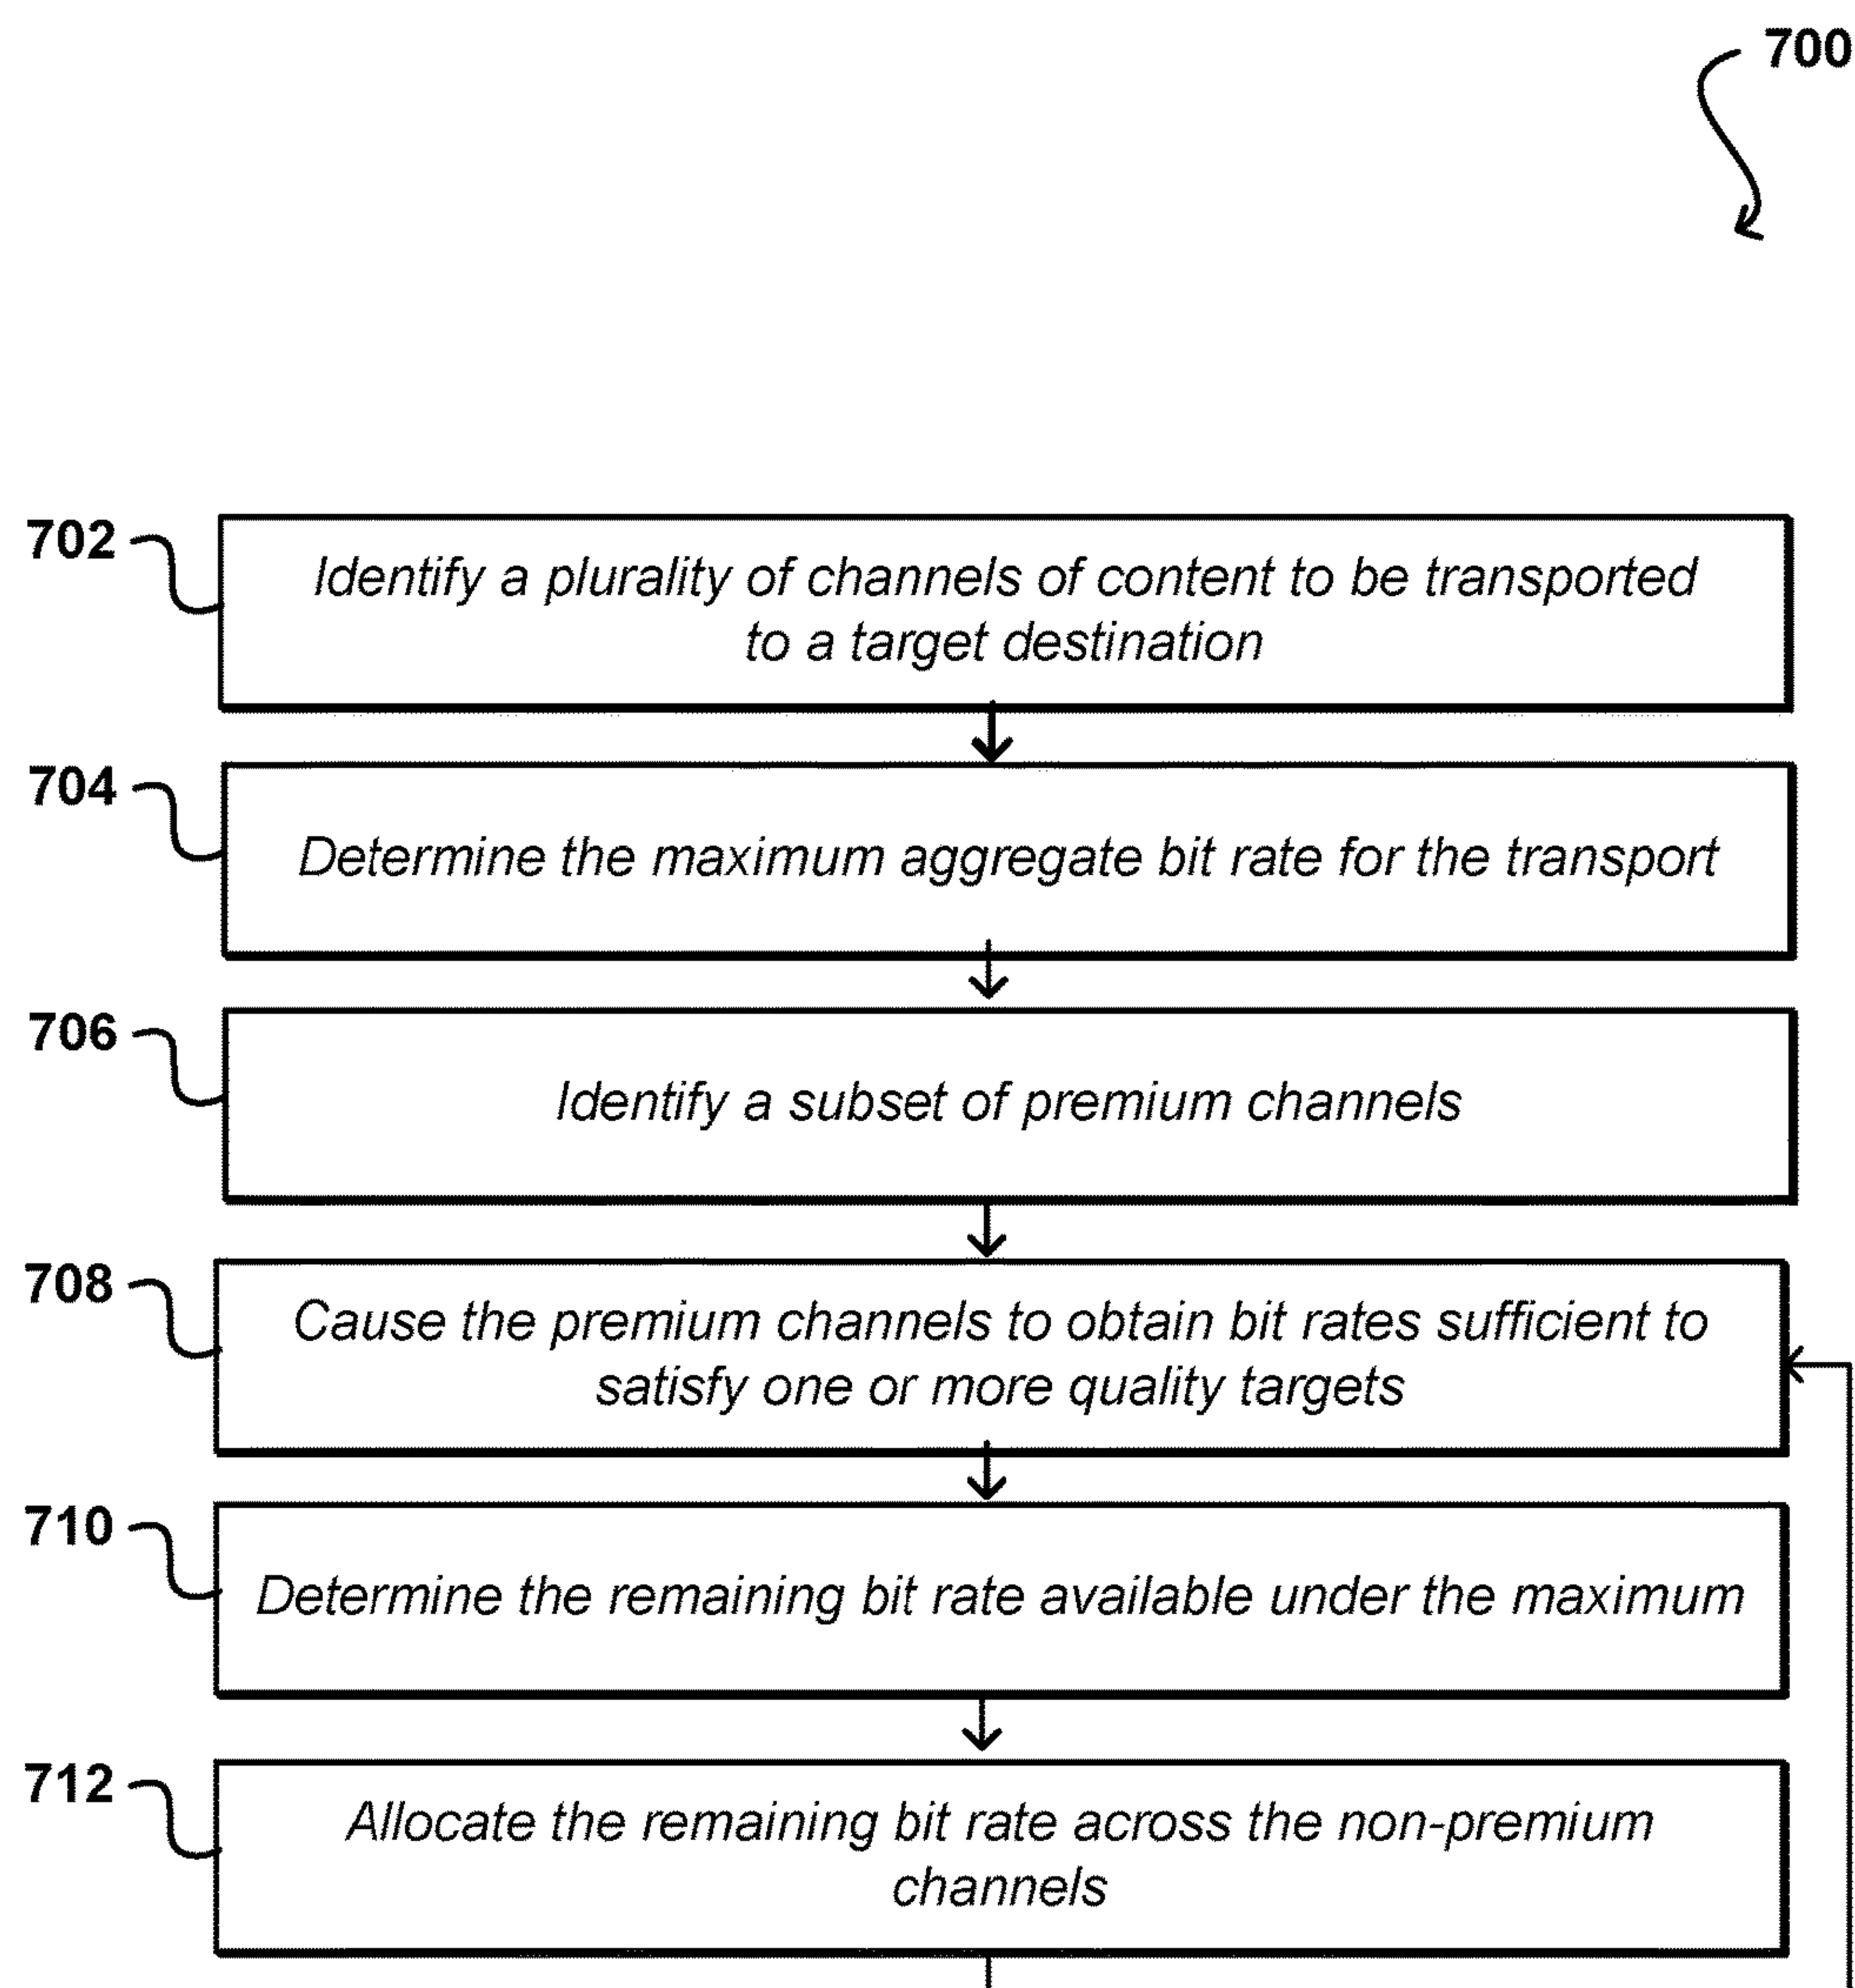 700
702
Identify a plurality of channels of content to be transported
to a target destination
704
Determine the maximum aggregate bit rate for the transport
706
Identify a subset of premium channels
708
Cause the premium channels to obtain bit rates sufficient to
satisfy one or more quality targets
710
Determine the remaining bit rate available under the maximum
712
Allocate the remaining bit rate across the non-premium
channels